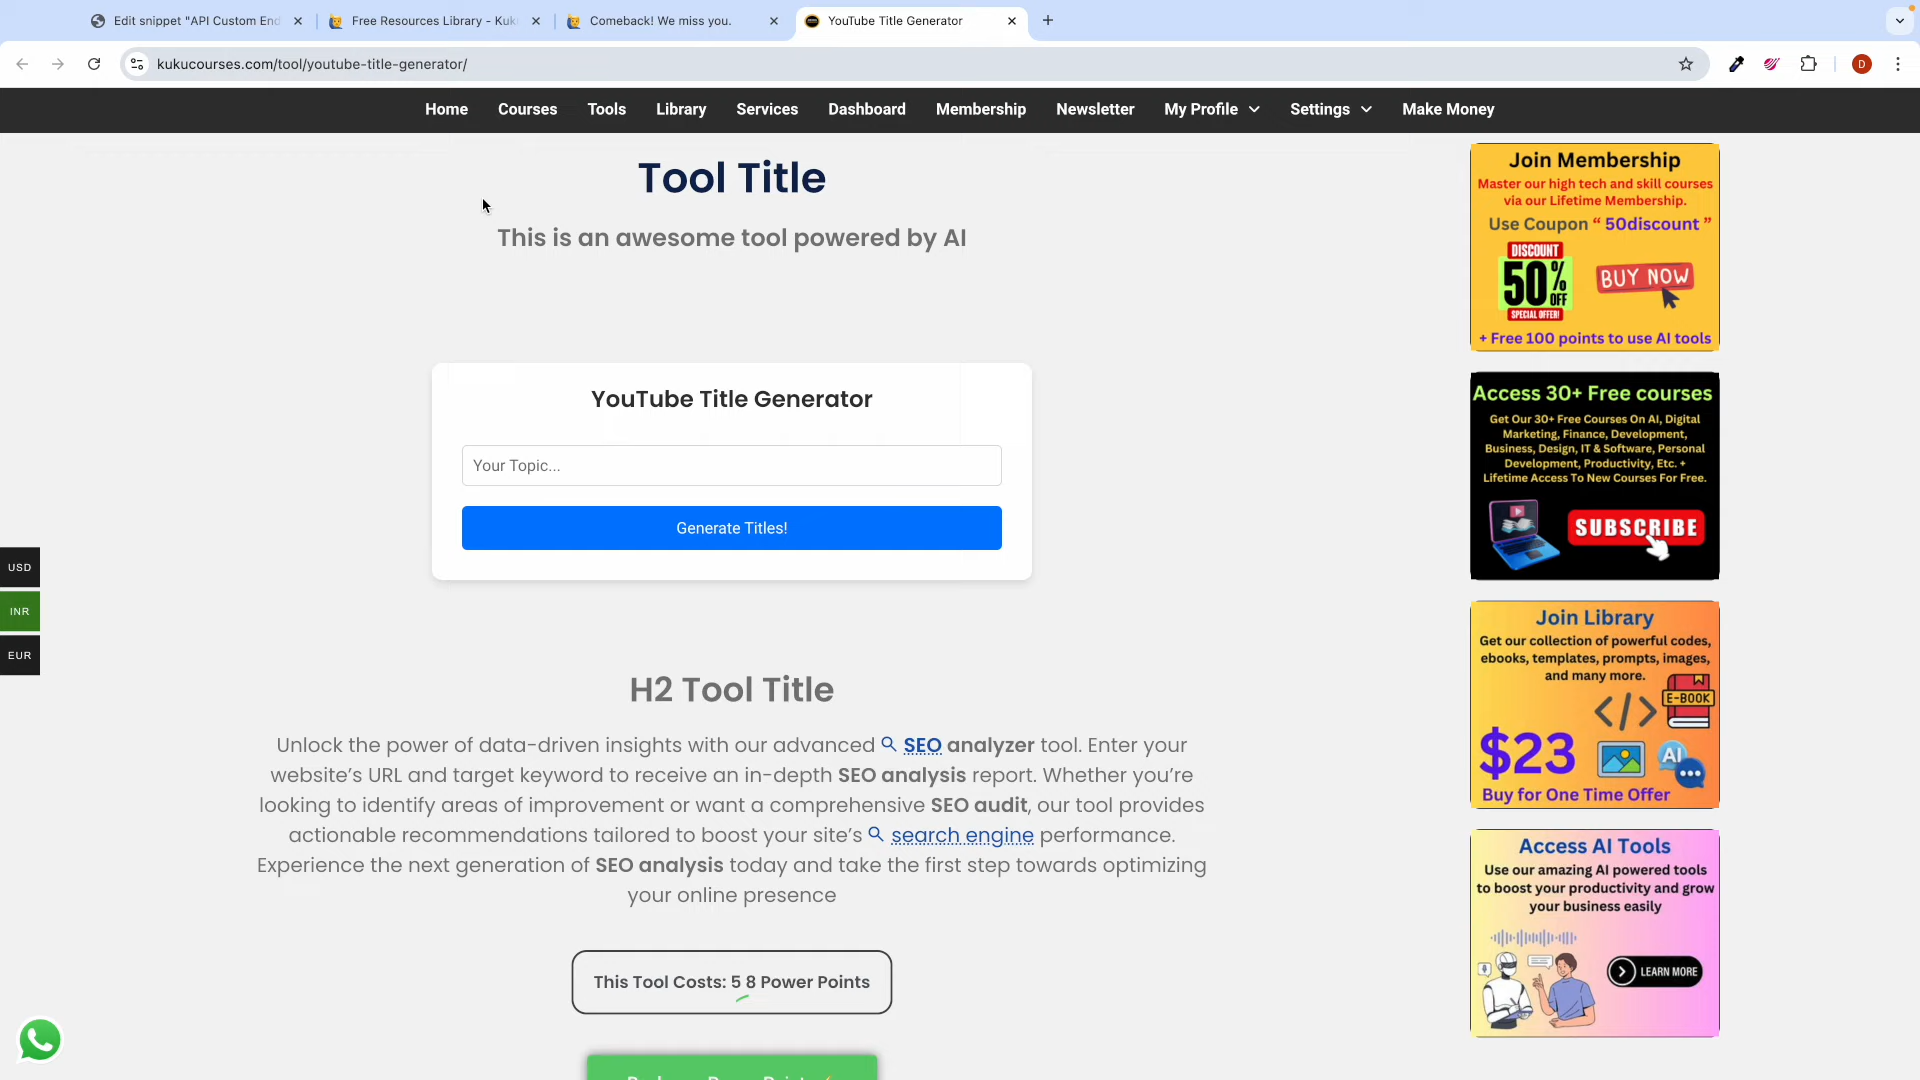 Edit snippet "API Custom End
Free Resources Library - Kuk
Comeback! We miss you.
YouTube Title Generator
kukucourses.com/tool/youtube-title-generator/
D
Home Courses Tools Library Services Dashboard Membership Newsletter My Profile Settings Make Money
Tool Title
This is an awesome tool powered by AI
YouTube Title Generator
Your Topic...
Generate Titles!
H2 Tool Title
Unlock the power of data-driven insights with our advanced SEO analyzer tool. Enter your
website’s URL and target keyword to receive an in-depth SEO analysis report. Whether you’re
looking to identify areas of improvement or want a comprehensive SEO audit, our tool provides
actionable recommendations tailored to boost your site’s search engine performance.
Experience the next generation of SEO analysis today and take the first step towards optimizing
your online presence
This Tool Costs: 5 8 Power Points
USD
INR
EUR
Join Membership
Master our high tech and skill courses
via our Lifetime Membership.
Use Coupon “ 50discount ”
DISCOUNT
50% OFF
SPECIAL OFFER!
BUY NOW
+ Free 100 points to use AI tools
Access 30+ Free courses
Get Our 30+ Free Courses On AI, Digital
Marketing, Finance, Development,
Business, Design, IT & Software, Personal
Development, Productivity, Etc. +
Lifetime Access To New Courses For Free.
SUBSCRIBE
Join Library
Get our collection of powerful codes,
ebooks, templates, prompts, images,
and many more.
E-BOOK
</>
$23
AI
Buy for One Time Offer
Access AI Tools
Use our amazing AI powered tools
to boost your productivity and grow
your business easily
LEARN MORE